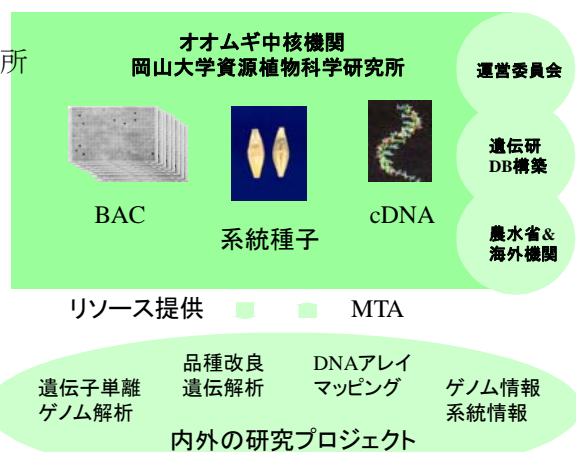 所
オオムギ中核機関
岡山大学資源植物科学研究所
運営委員会
遺伝研
DB構築
農水省&
海外機関
BAC
系統種子
cDNA
リソース提供
MTA
遺伝子単離
ゲノム解析
品種改良
遺伝解析
DNAアレイ
マッピング
ゲノム情報
系統情報
内外の研究プロジェクト